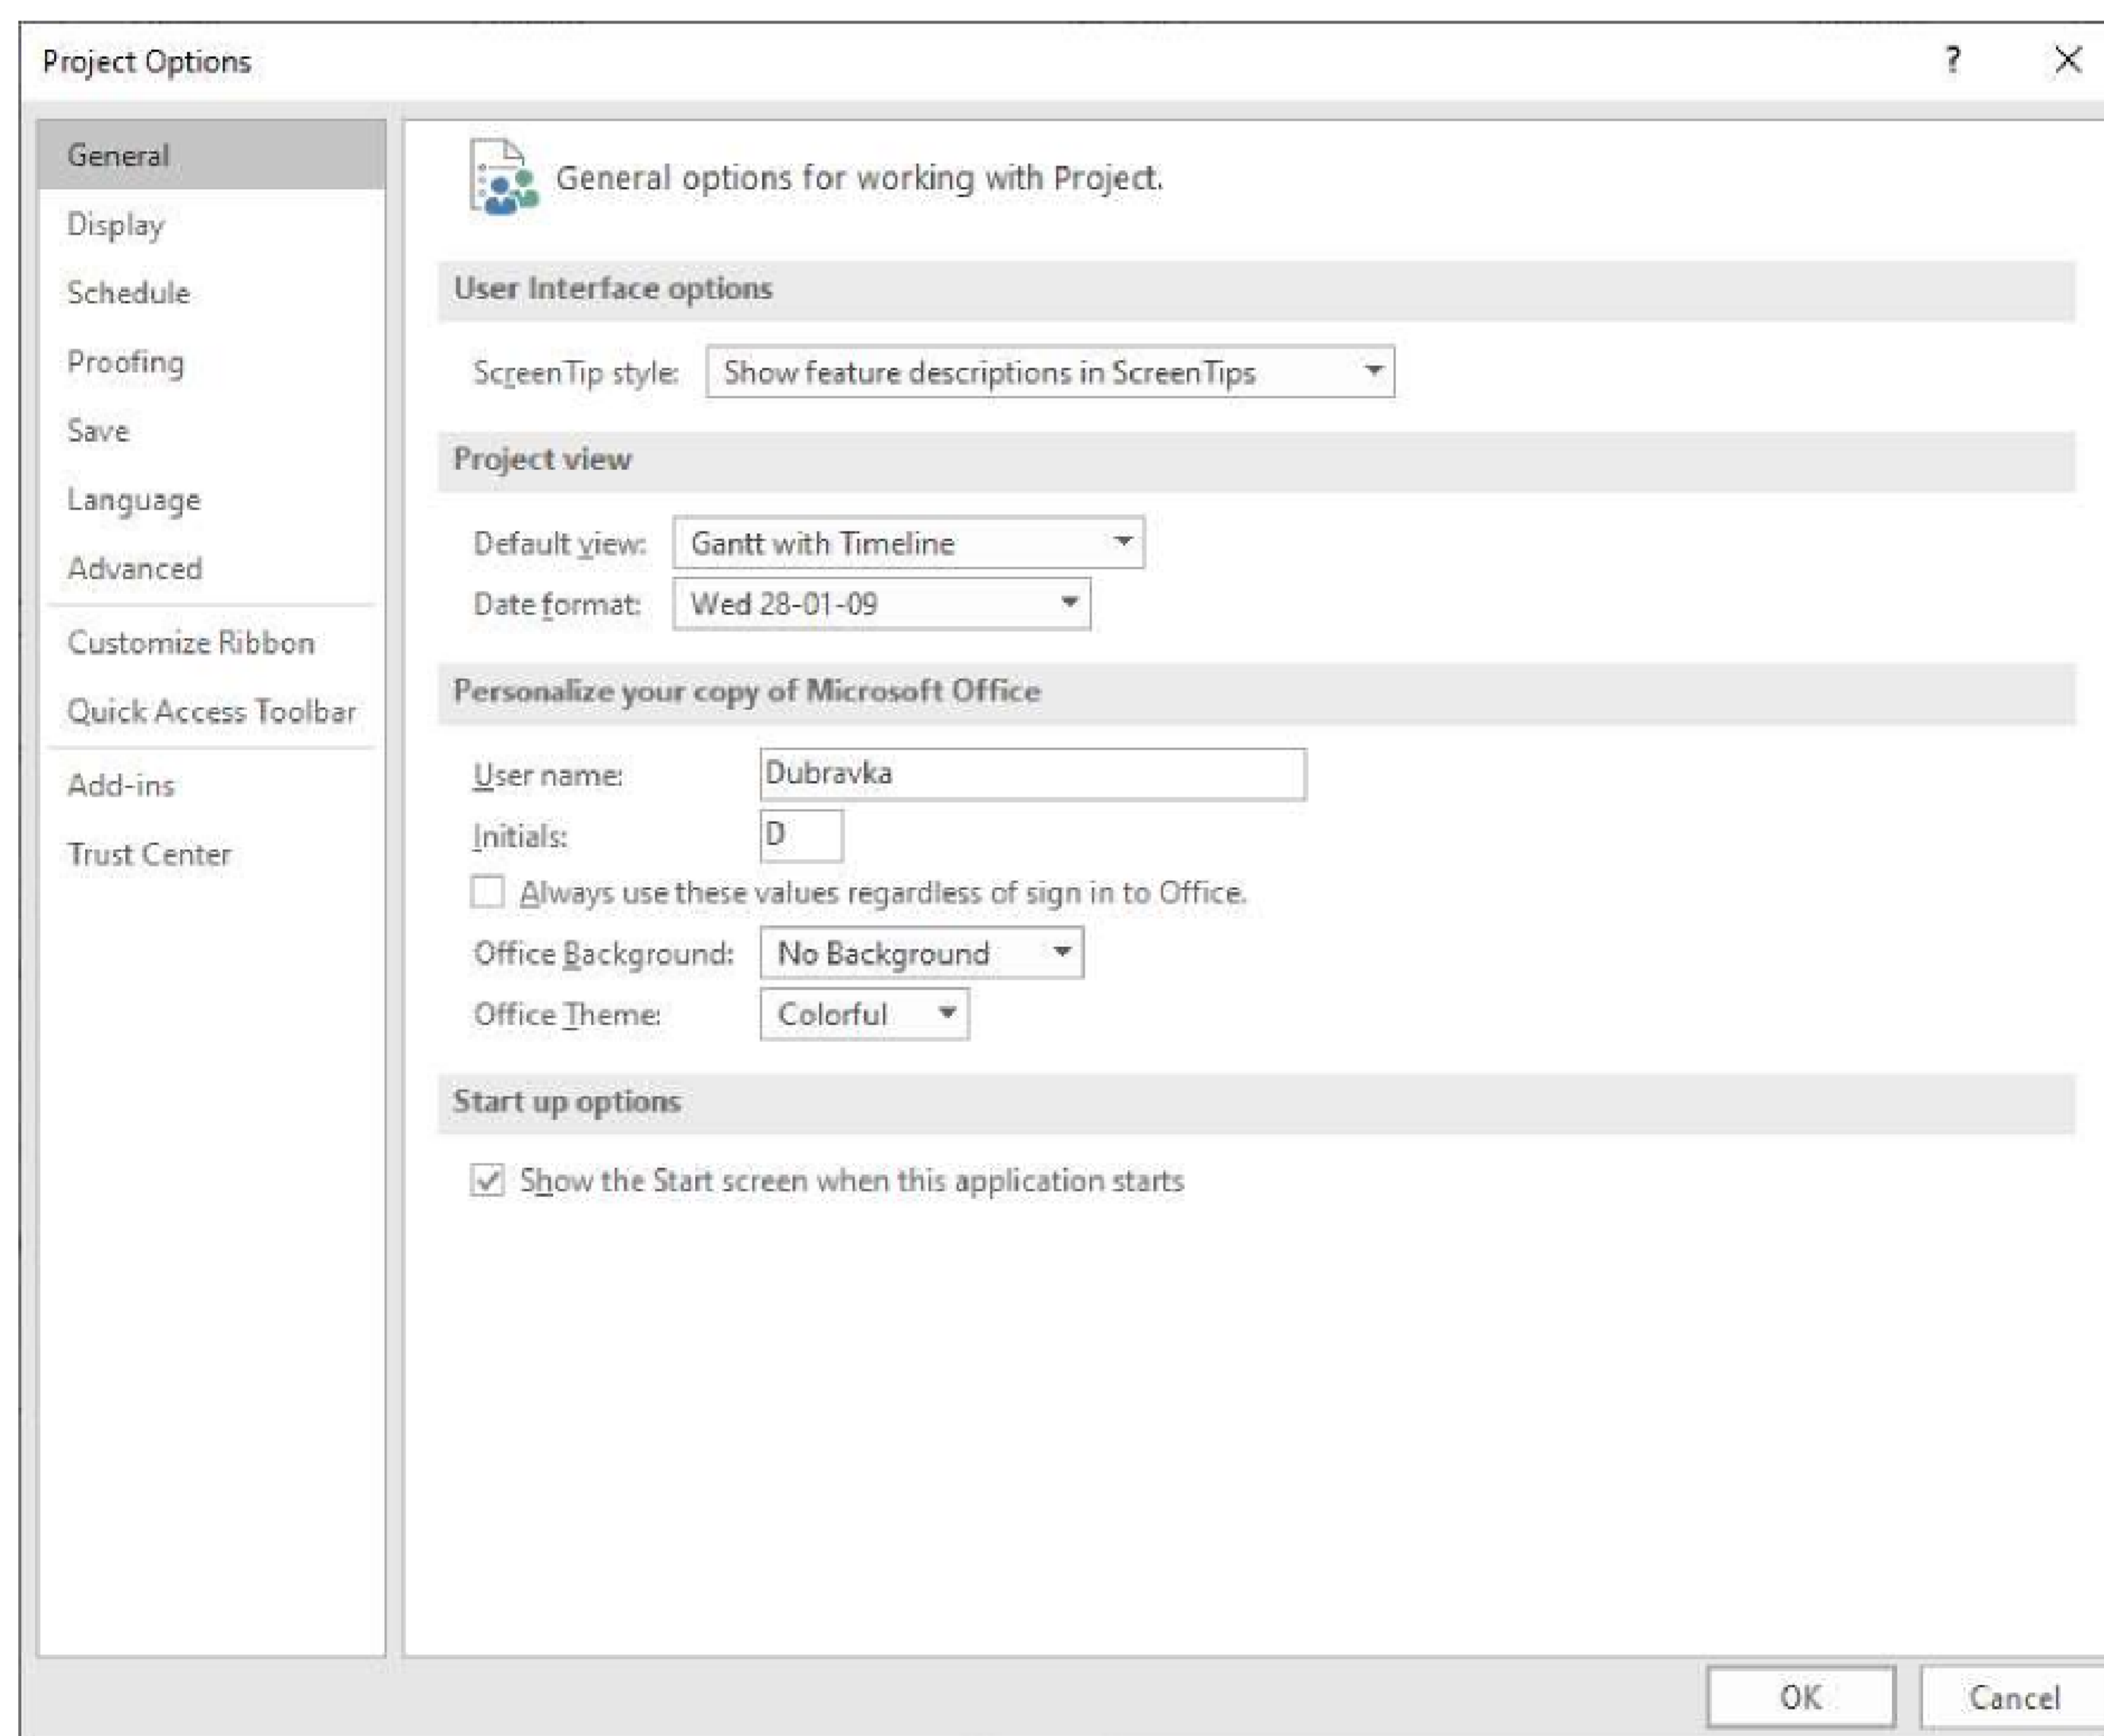 Project Options
?
General
Display
Schedule
Proofing
Save
Language
Advanced
Customize Ribbon
Quick Access Toolbar
Add-ins
Trust Center
General options for working with Project.
User Interface options
ScreenTip style: Show feature descriptions in ScreenTips
Project view
Default view: Gantt with Timeline
Date format: Wed 28-01-09
Personalize your copy of Microsoft Office
User name: Dubravka
Initials: D
Always use these values regardless of sign in to Office.
Office Background: No Background
Office Theme: Colorful
Start up options
Show the Start screen when this application starts
OK Cancel